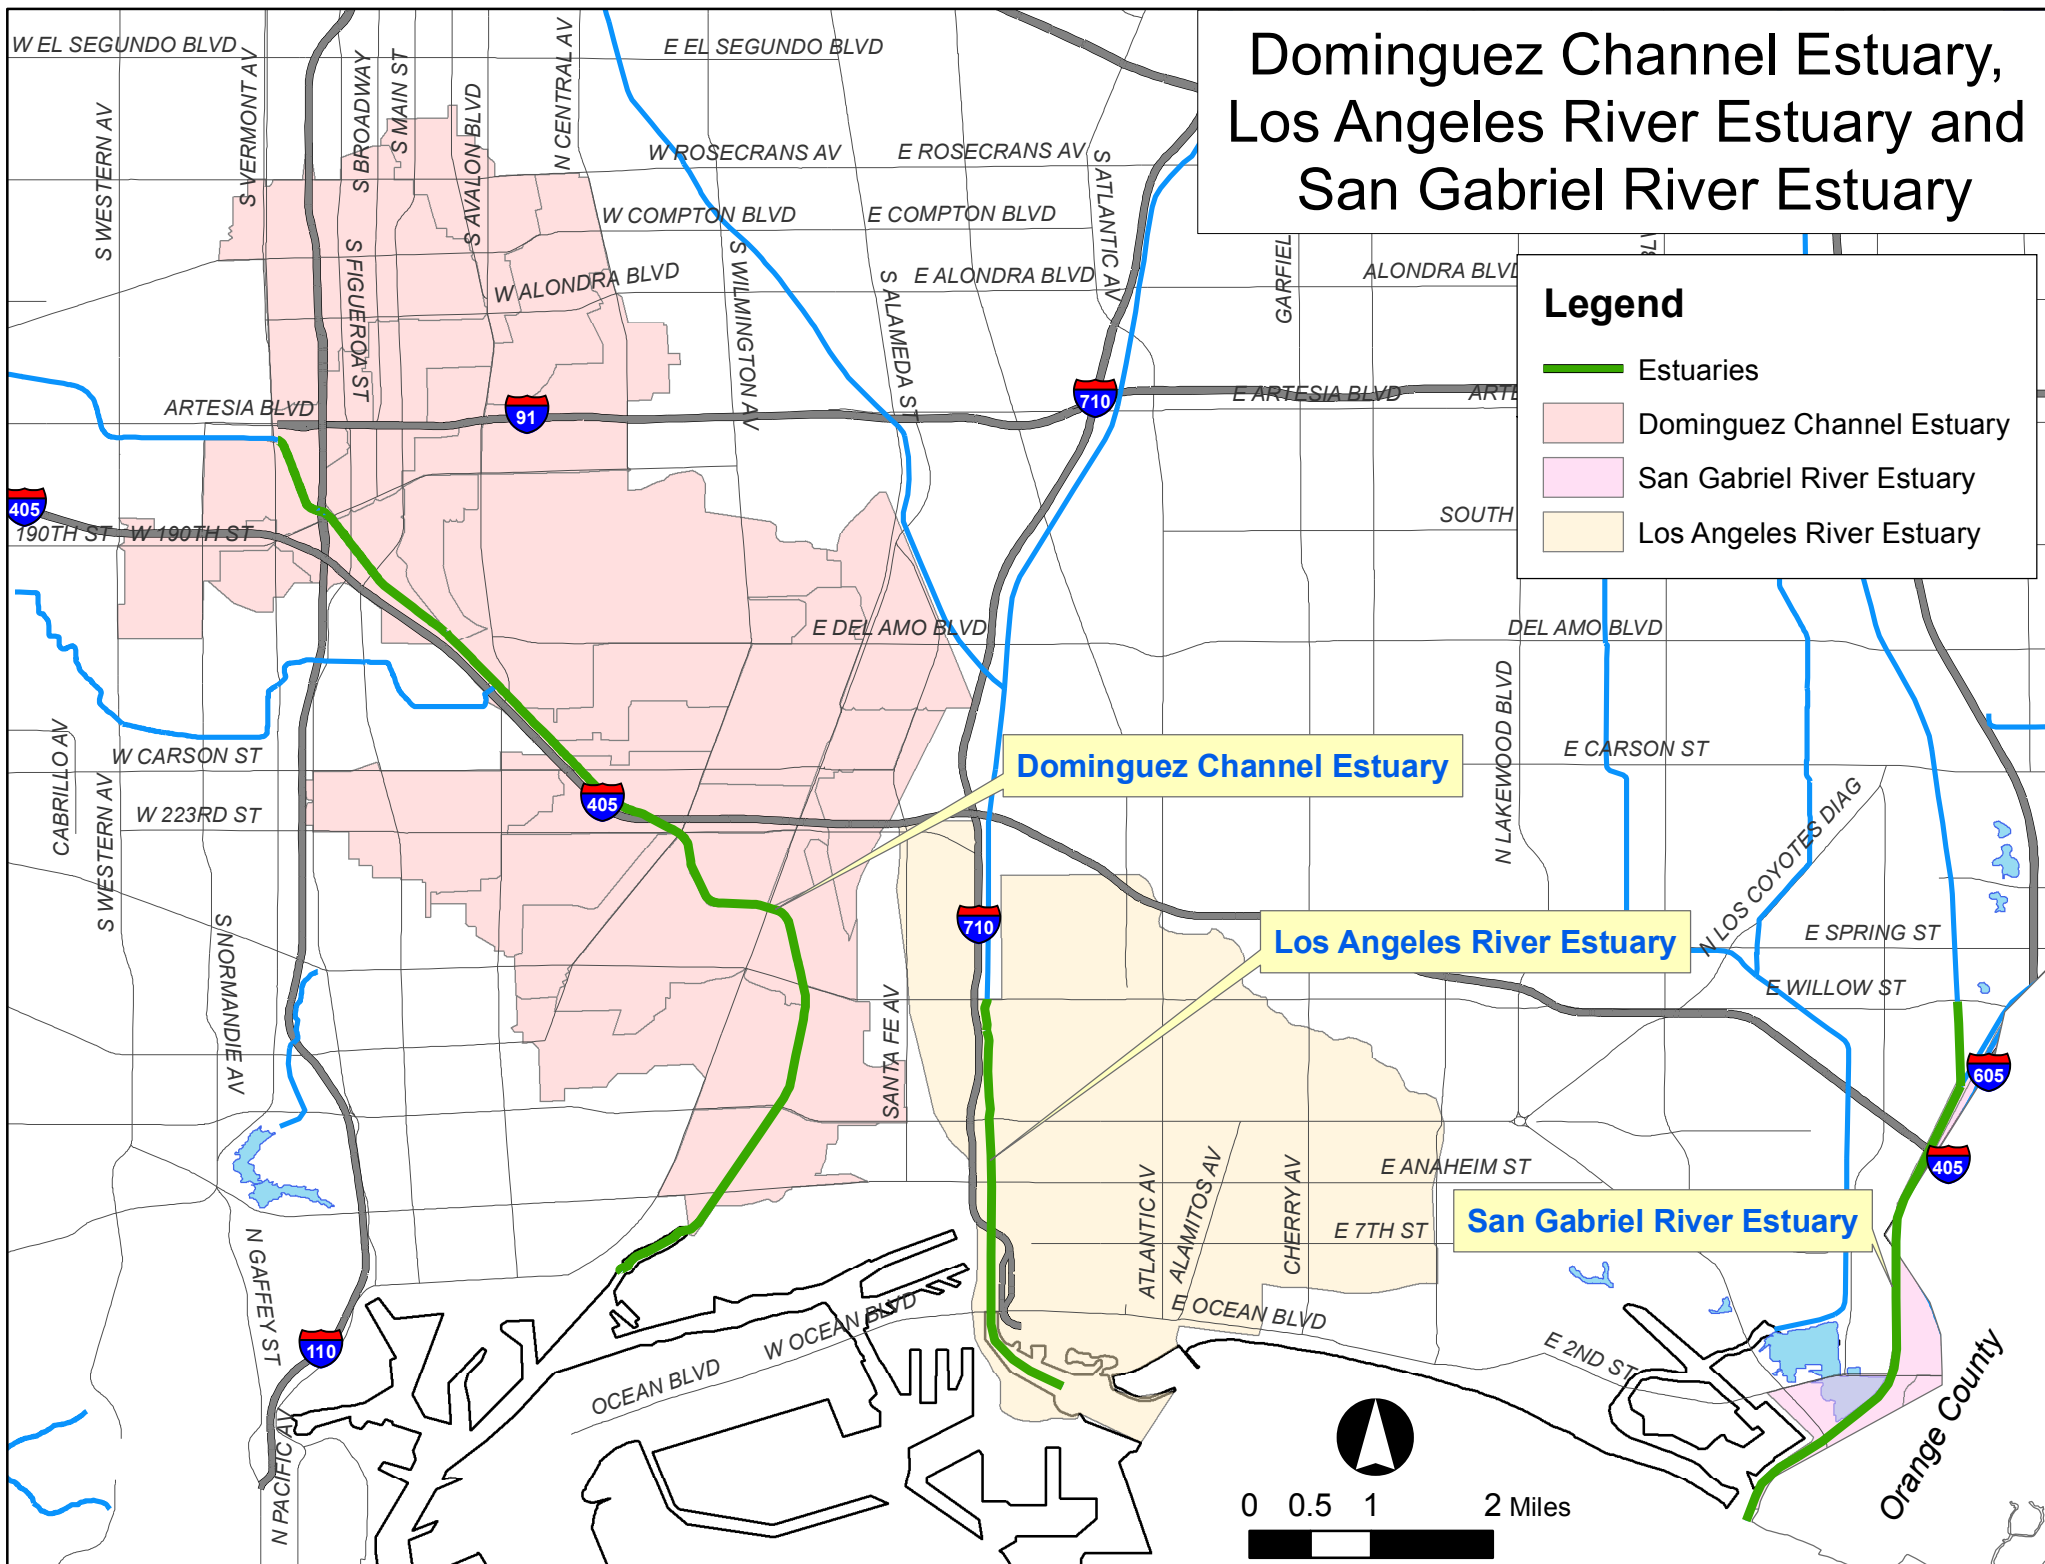 Dominguez Channel Estuary,
Los Angeles River Estuary and
San Gabriel River Estuary
Legend
Estuaries
Dominguez Channel Estuary
San Gabriel River Estuary
Los Angeles River Estuary
W EL SEGUNDO BLVD
E EL SEGUNDO BLVD
S WESTERN AV
S VERMONT AV
S BROADWAY
S MAIN ST
S AVALON BLVD
N CENTRAL AV
W ROSECRANS AV
E ROSECRANS AV
S ATLANTIC AV
W COMPTON BLVD
E COMPTON BLVD
S FIGUEROA ST
W ALONDRA BLVD
S WILMINGTON AV
S ALAMEDA ST
E ALONDRA BLVD
GARFIEL
ALONDRA BLVD
ARTESIA BLVD
91
710
E ARTESIA BLVD
ARTE
405
190TH ST
W 190TH ST
SOUTH
E DEL AMO BLVD
DEL AMO BLVD
CABRILLO AV
W CARSON ST
S WESTERN AV
W 223RD ST
405
Dominguez Channel Estuary
N LAKEWOOD BLVD
E CARSON ST
N LOS COYOTES DIAG
S NORMANDIE AV
710
Los Angeles River Estuary
E SPRING ST
E WILLOW ST
SANTA FE AV
605
405
E ANAHEIM ST
ATLANTIC AV
ALAMITOS AV
CHERRY AV
E 7TH ST
San Gabriel River Estuary
N GAFFEY ST
110
OCEAN BLVD
W OCEAN BLVD
E OCEAN BLVD
E 2ND ST
N PACIFIC AV
Orange County
0 0.5 1 2 Miles